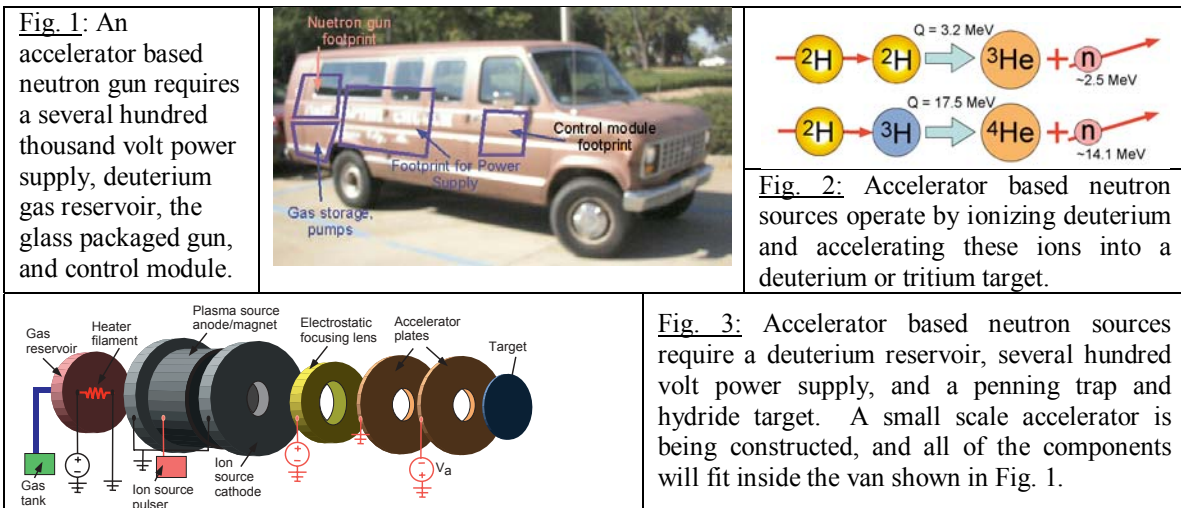 Fig. 1: An
accelerator based
neutron gun requires
a several hundred
thousand volt power
supply, deuterium
gas reservoir, the
glass packaged gun,
and control module.
Nuetron gun
footprint
Control module
footprint
Footprint for Power
Supply
Gas storage,
pumps
Q = 3.2 MeV
²H ²H ³He + n
~2.5 MeV
Q = 17.5 MeV
²H ³H ⁴He + n
~14.1 MeV
Fig. 2: Accelerator based neutron
sources operate by ionizing deuterium
and accelerating these ions into a
deuterium or tritium target.
Gas
reservoir
Heater
filament
Plasma source
anode/magnet
Electrostatic
focusing lens
Accelerator
plates
Target
Gas
tank
Ion source
pulser
Ion
source
cathode
Va
Fig. 3: Accelerator based neutron sources
require a deuterium reservoir, several hundred
volt power supply, and a penning trap and
hydride target. A small scale accelerator is
being constructed, and all of the components
will fit inside the van shown in Fig. 1.